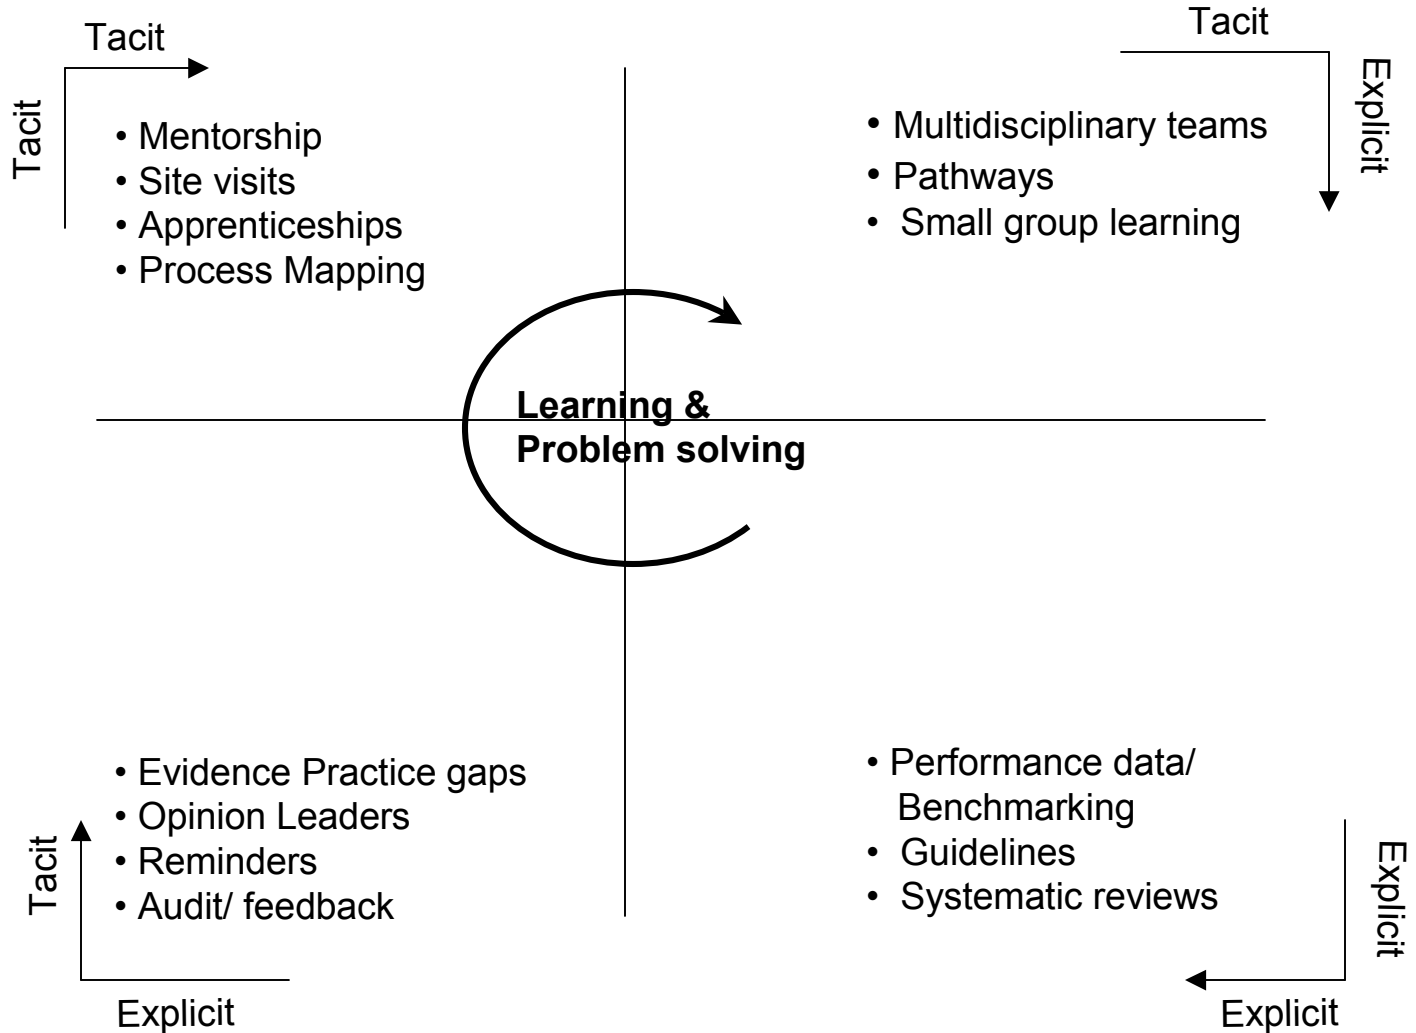 Tacit
Tacit
• Mentorship
• Site visits
• Apprenticeships
• Process Mapping
Tacit
Explicit
• Multidisciplinary teams
• Pathways
• Small group learning
Learning &
Problem solving
• Evidence Practice gaps
• Opinion Leaders
• Reminders
• Audit/ feedback
Tacit
Explicit
• Performance data/
Benchmarking
• Guidelines
• Systematic reviews
Explicit
Explicit